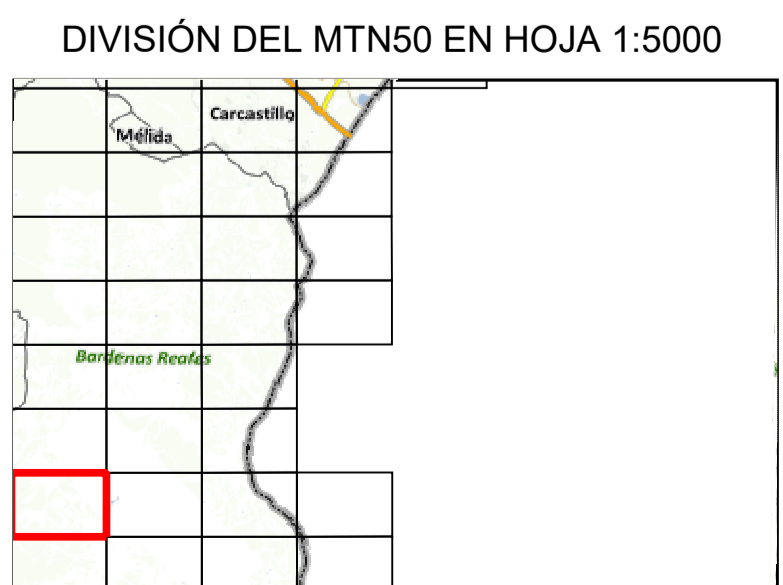 DIVISIÓN DEL MTN50 EN HOJA 1:5000
Carcastillo
Mélida
Bardenas Reales